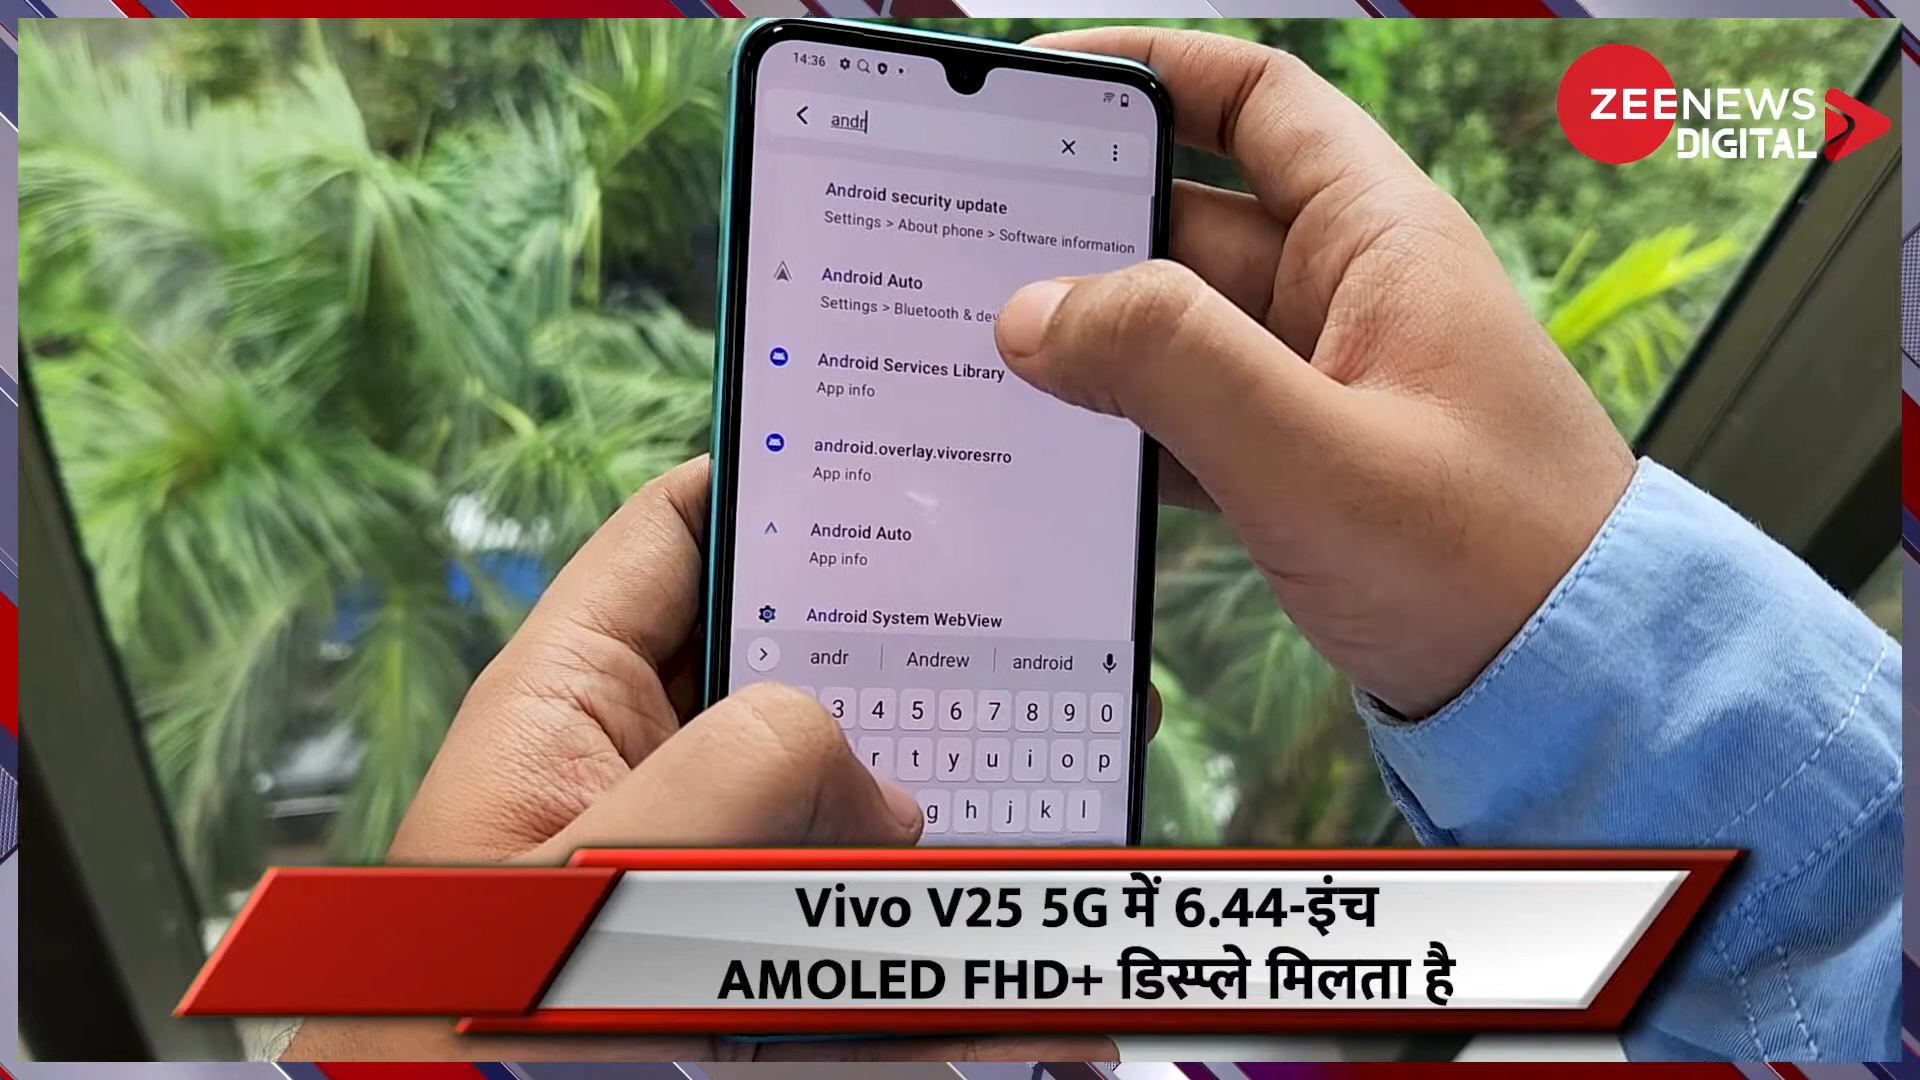 14:36
andr
ZEENEWS
DIGITAL
Android security update
Settings > About phone > Software information
Android Auto
Settings > Bluetooth & dev
Android Services Library
App info
android.overlay.vivoresrro
App info
Android Auto
App info
Android System WebView
andr Andrew android
3 4 5 6 7 8 9 0
r t y u i o p
g h j k l
Vivo V25 5G में 6.44-इंच
AMOLED FHD+ डिस्प्ले मिलता है